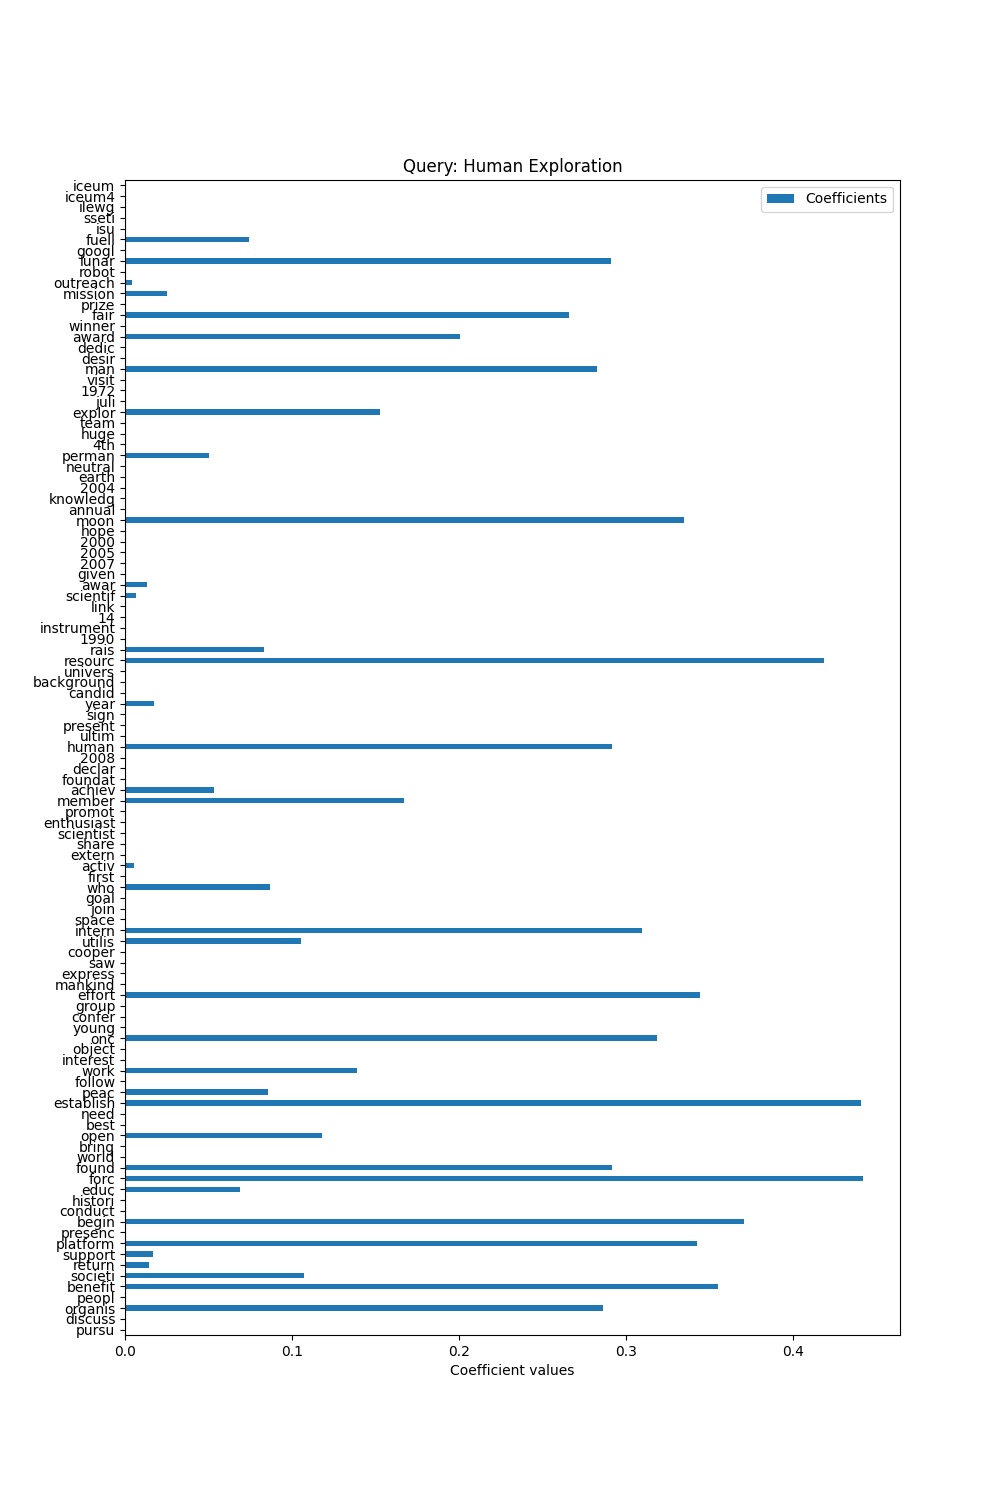 Query: Human Exploration
Coefficients
iceum
iceum4
ilewg
sseti
isu
fuell
googl
lunar
robot
outreach
mission
prize
fair
winner
award
dedic
desir
man
visit
1972
juli
explor
team
huge
4th
perman
neutral
earth
2004
knowledg
annual
moon
hope
2000
2005
2007
given
awar
scientif
link
14
instrument
1990
rais
resourc
univers
background
candid
year
sign
present
ultim
human
2008
declar
foundat
achiev
member
promot
enthusiast
scientist
share
extern
activ
first
who
goal
join
space
intern
utilis
cooper
saw
express
mankind
effort
group
confer
young
onc
object
interest
work
follow
peac
establish
need
best
open
bring
world
found
forc
educ
histori
conduct
begin
presenc
platform
support
return
societi
benefit
peopl
organis
discuss
pursu
0.0 0.1 0.2 0.3 0.4
Coefficient values